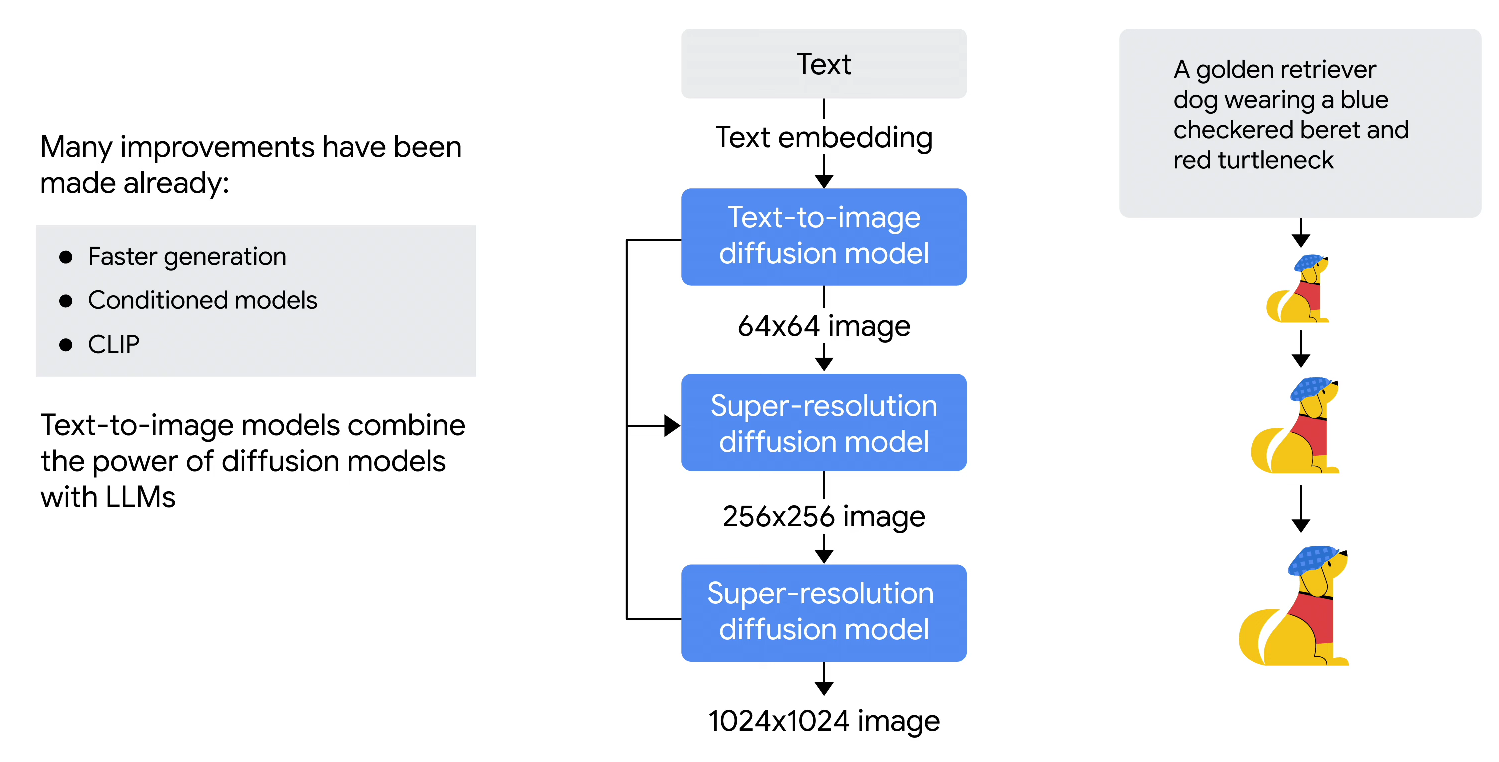 Many improvements have been
made already:
● Faster generation
● Conditioned models
● CLIP
Text-to-image models combine
the power of diffusion models
with LLMs
Text
Text embedding
Text-to-image
diffusion model
64x64 image
Super-resolution
diffusion model
256x256 image
Super-resolution
diffusion model
1024x1024 image
A golden retriever
dog wearing a blue
checkered beret and
red turtleneck